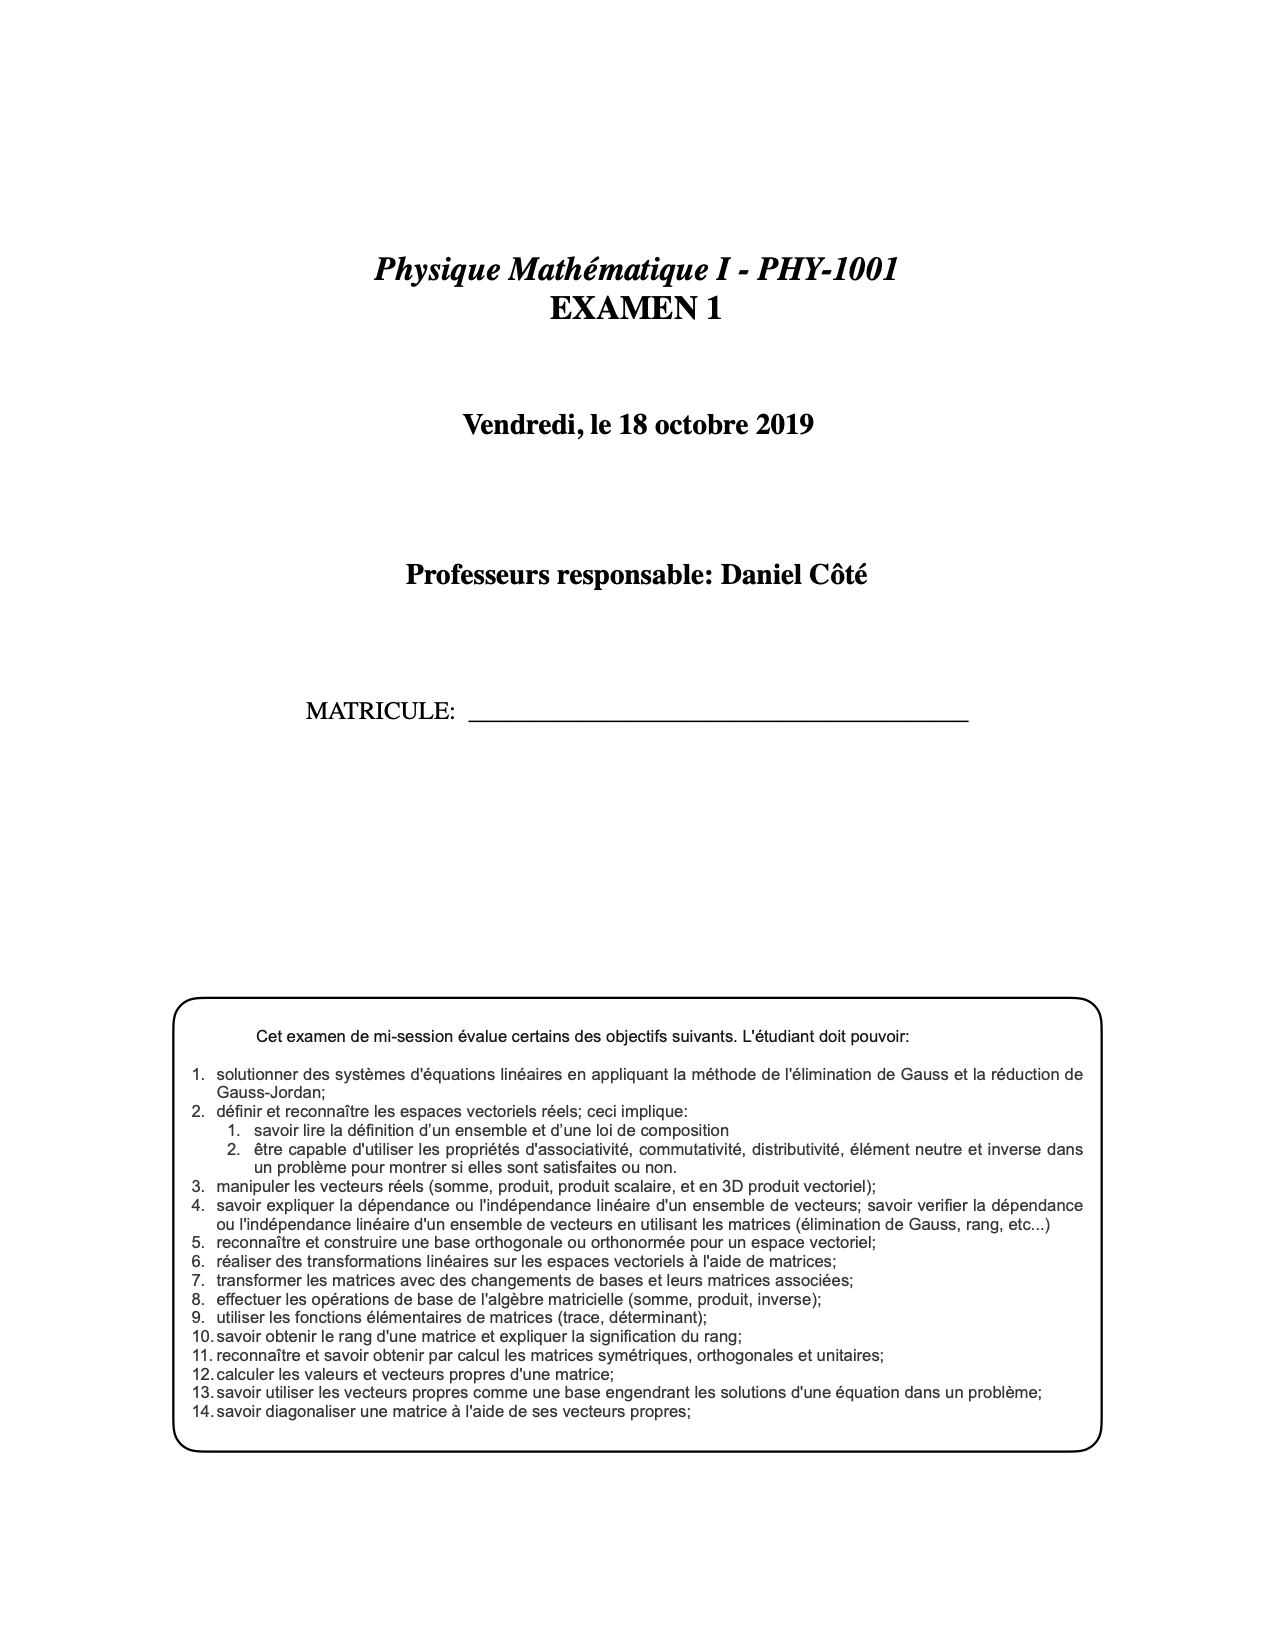 Physique Mathématique I - PHY-1001
EXAMEN 1
Vendredi, le 18 octobre 2019
Professeurs responsable: Daniel Côté
MATRICULE: ________________________________________
Cet examen de mi-session évalue certains des objectifs suivants. L'étudiant doit pouvoir:
1. solutionner des systèmes d'équations linéaires en appliquant la méthode de l'élimination de Gauss et la réduction de
Gauss-Jordan;
2. définir et reconnaître les espaces vectoriels réels; ceci implique:
1. savoir lire la définition d’un ensemble et d’une loi de composition
2. être capable d'utiliser les propriétés d'associativité, commutativité, distributivité, élément neutre et inverse dans
un problème pour montrer si elles sont satisfaites ou non.
3. manipuler les vecteurs réels (somme, produit, produit scalaire, et en 3D produit vectoriel);
4. savoir expliquer la dépendance ou l'indépendance linéaire d'un ensemble de vecteurs; savoir verifier la dépendance
ou l'indépendance linéaire d'un ensemble de vecteurs en utilisant les matrices (élimination de Gauss, rang, etc...)
5. reconnaître et construire une base orthogonale ou orthonormée pour un espace vectoriel;
6. réaliser des transformations linéaires sur les espaces vectoriels à l'aide de matrices;
7. transformer les matrices avec des changements de bases et leurs matrices associées;
8. effectuer les opérations de base de l'algèbre matricielle (somme, produit, inverse);
9. utiliser les fonctions élémentaires de matrices (trace, déterminant);
10. savoir obtenir le rang d'une matrice et expliquer la signification du rang;
11. reconnaître et savoir obtenir par calcul les matrices symétriques, orthogonales et unitaires;
12. calculer les valeurs et vecteurs propres d'une matrice;
13. savoir utiliser les vecteurs propres comme une base engendrant les solutions d'une équation dans un problème;
14. savoir diagonaliser une matrice à l'aide de ses vecteurs propres;